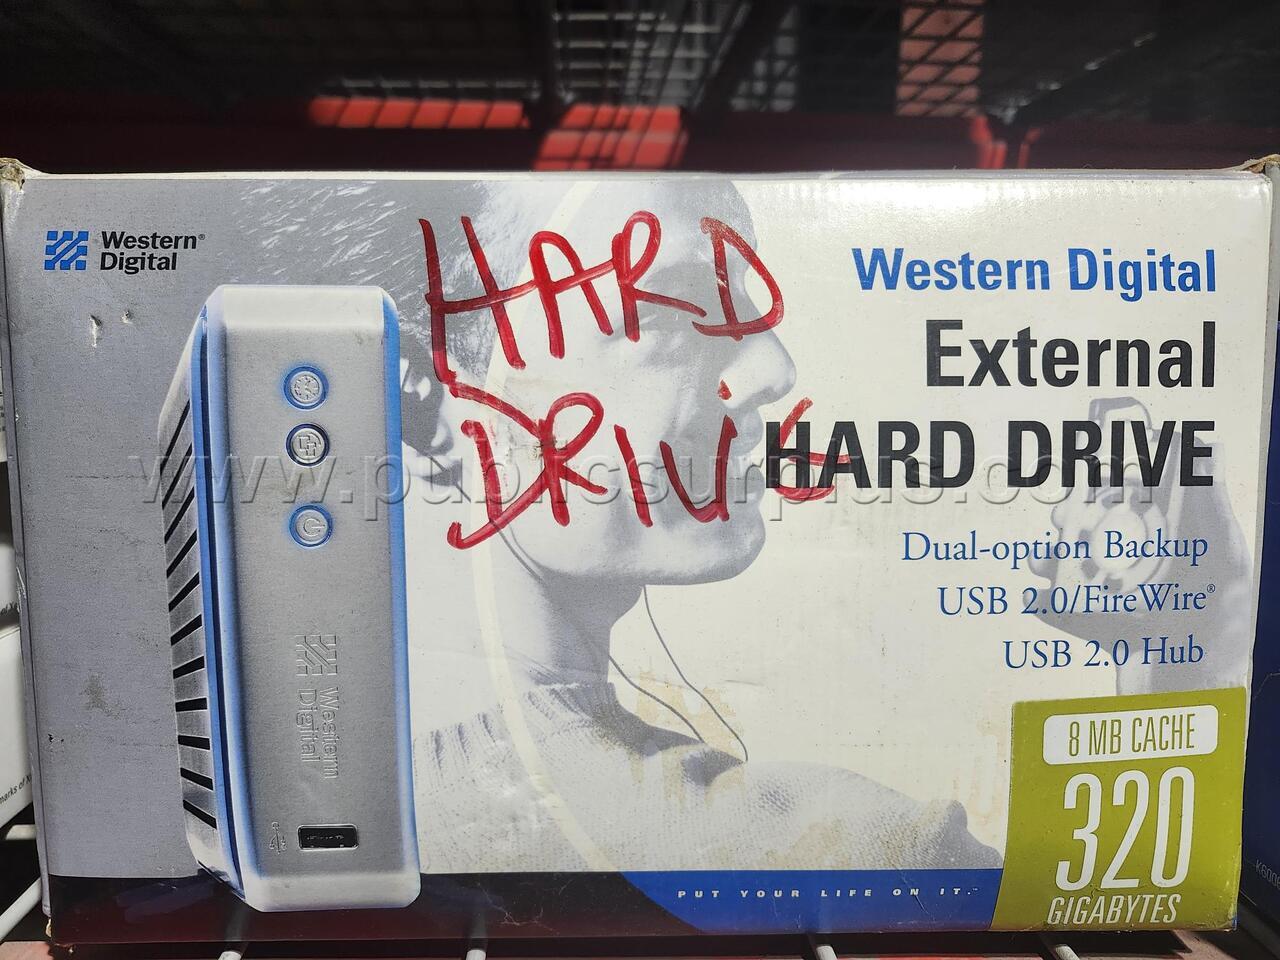 Western®
Digital
HARD
DRIVE
Western Digital
External
HARD DRIVE
www.publicsurplus.com
Dual-option Backup
USB 2.0/FireWire®
USB 2.0 Hub
Western
Digital
8 MB CACHE
320
GIGABYTES
PUT YOUR LIFE ON IT.™